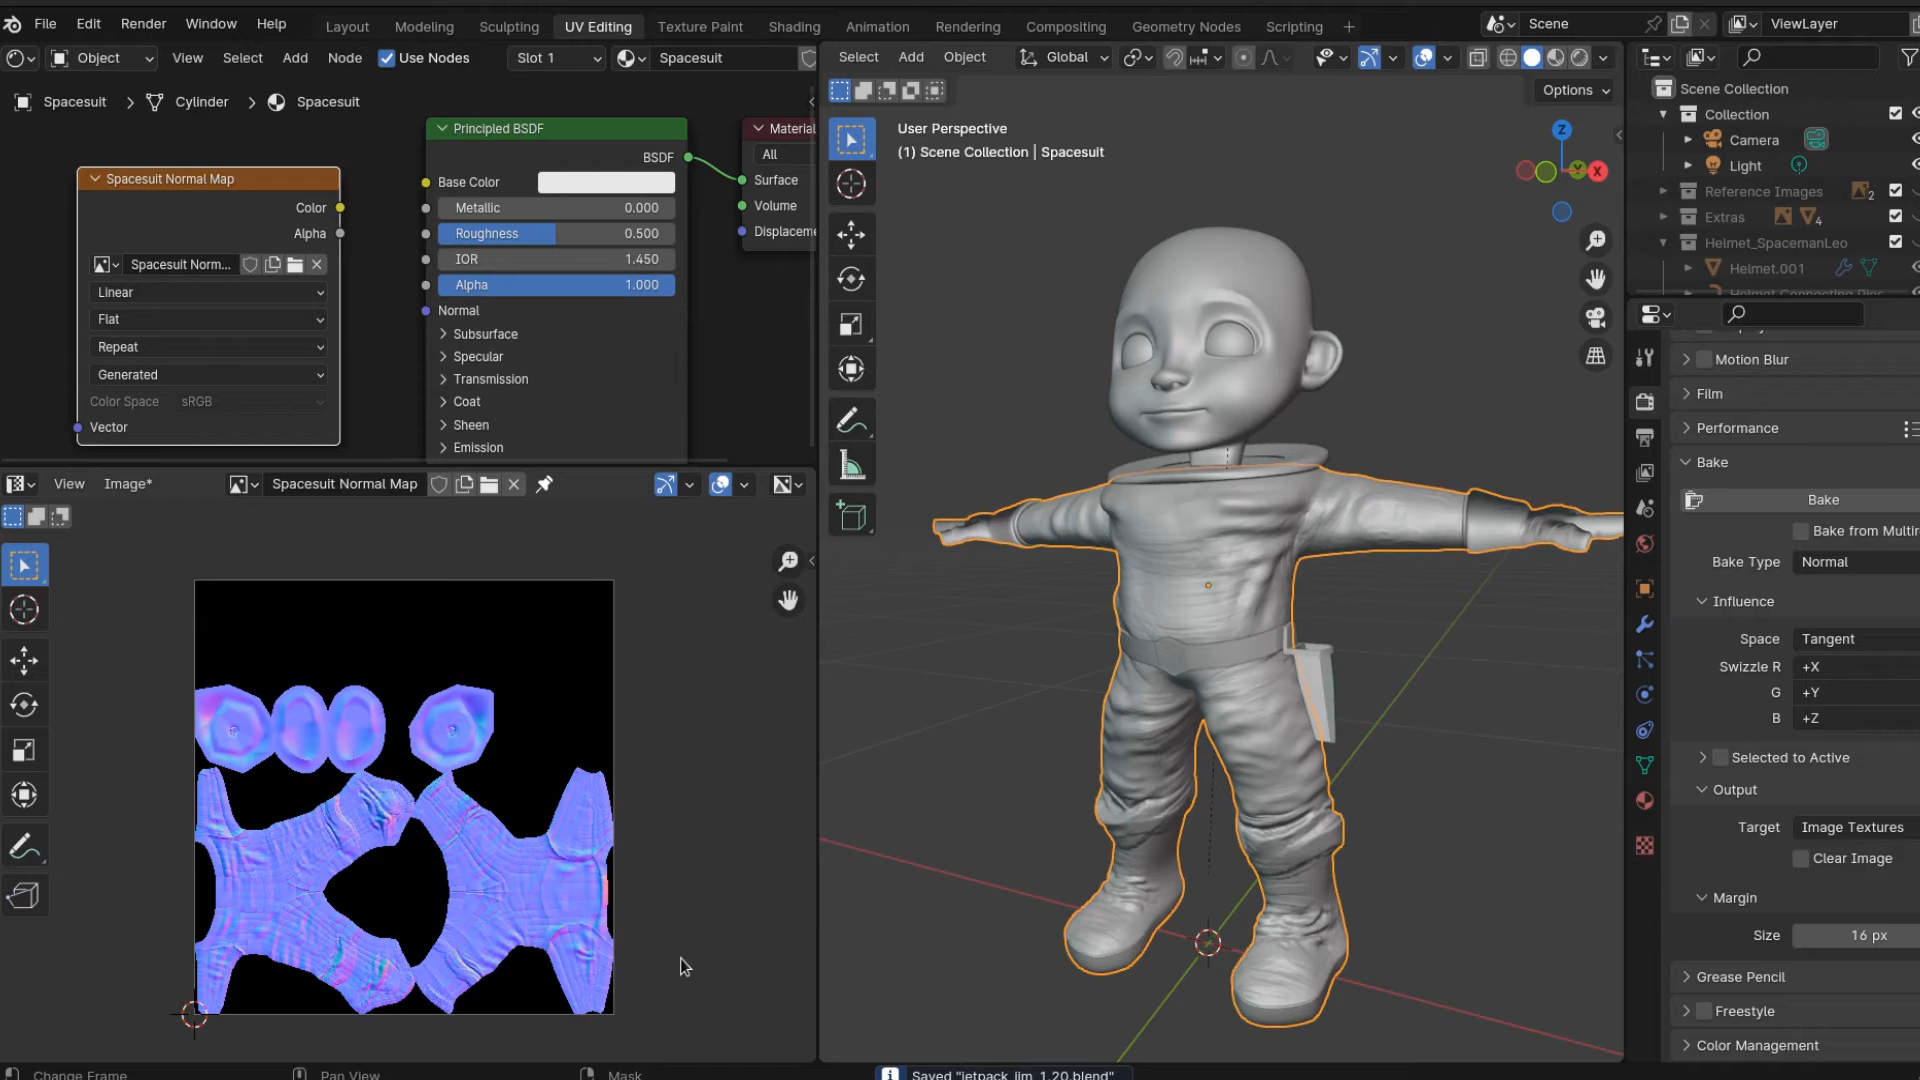 File Edit Render Window Help
Layout Modeling Sculpting UV Editing Texture Paint Shading Animation Rendering Compositing Geometry Nodes Scripting +
Scene
ViewLayer
Object View Select Add Node Use Nodes Slot 1 Spacesuit
Select Add Object Global
Options
Spacesuit > Cylinder > Spacesuit
Spacesuit Normal Map
Color
Alpha
Spacesuit Norm...
Linear
Flat
Repeat
Generated
Color Space sRGB
Vector
Principled BSDF
BSDF
Base Color
Metallic 0.000
Roughness 0.500
IOR 1.450
Alpha 1.000
Normal
Subsurface
Specular
Transmission
Coat
Sheen
Emission
Material
All
Surface
Volume
Displaceme
User Perspective
(1) Scene Collection | Spacesuit
Z
Y
X
View Image* Spacesuit Normal Map
Scene Collection
Collection
Camera
Light
Reference Images 2
Extras 4
Helmet_SpacemanLeo
Helmet.001
Motion Blur
Film
Performance
Bake
Bake
Bake from Multir
Bake Type Normal
Influence
Space Tangent
Swizzle R +X
G +Y
B +Z
Selected to Active
Output
Target Image Textures
Clear Image
Margin
Size 16 px
Grease Pencil
Freestyle
Color Management
Change Frame Pan View Mask
Saved "jetpack_jim_1.20.blend"